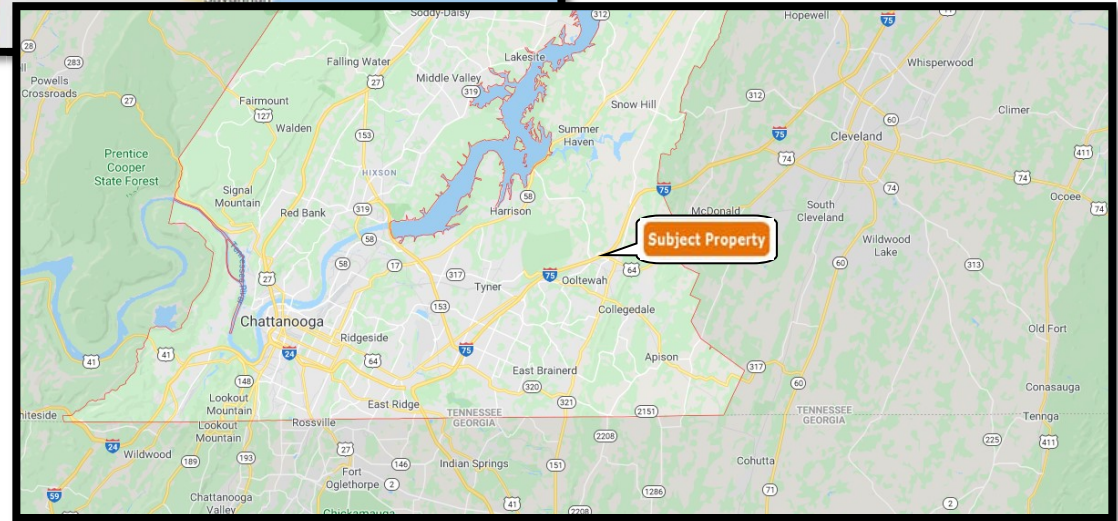 Soddy-Daisy
312
Hopewell
75
28
283
Powells
Crossroads
27
Falling Water
27
Lakesite
Middle Valley
319
Whisperwood
Fairmount
127
Walden
153
Snow Hill
312
Climer
60
75
Cleveland
Summer
Haven
HIXSON
Prentice
Cooper
State Forest
74
411
74
Signal
Mountain
Red Bank
319
58
Harrison
75
McDonald
74
South
Cleveland
Ocoee
74
58
Subject Property
Wildwood
Lake
58
17
27
317
Tyner
75
Ooltewah
64
60
313
153
Collegedale
Chattanooga
24
Ridgeside
64
75
Old Fort
41
41
Apison
317
60
148
East Brainerd
320
321
2151
Conasauga
Lookout
Mountain
East Ridge
TENNESSEE
GEORGIA
TENNESSEE
GEORGIA
Tennga
hiteside
Lookout
Mountain
Rossville
24
Wildwood
189
193
27
146
Indian Springs
2208
151
225
411
Cohutta
59
Fort
Oglethorpe
2
1286
71
Chattanooga
Valley
41
2208
2
Chickamauga